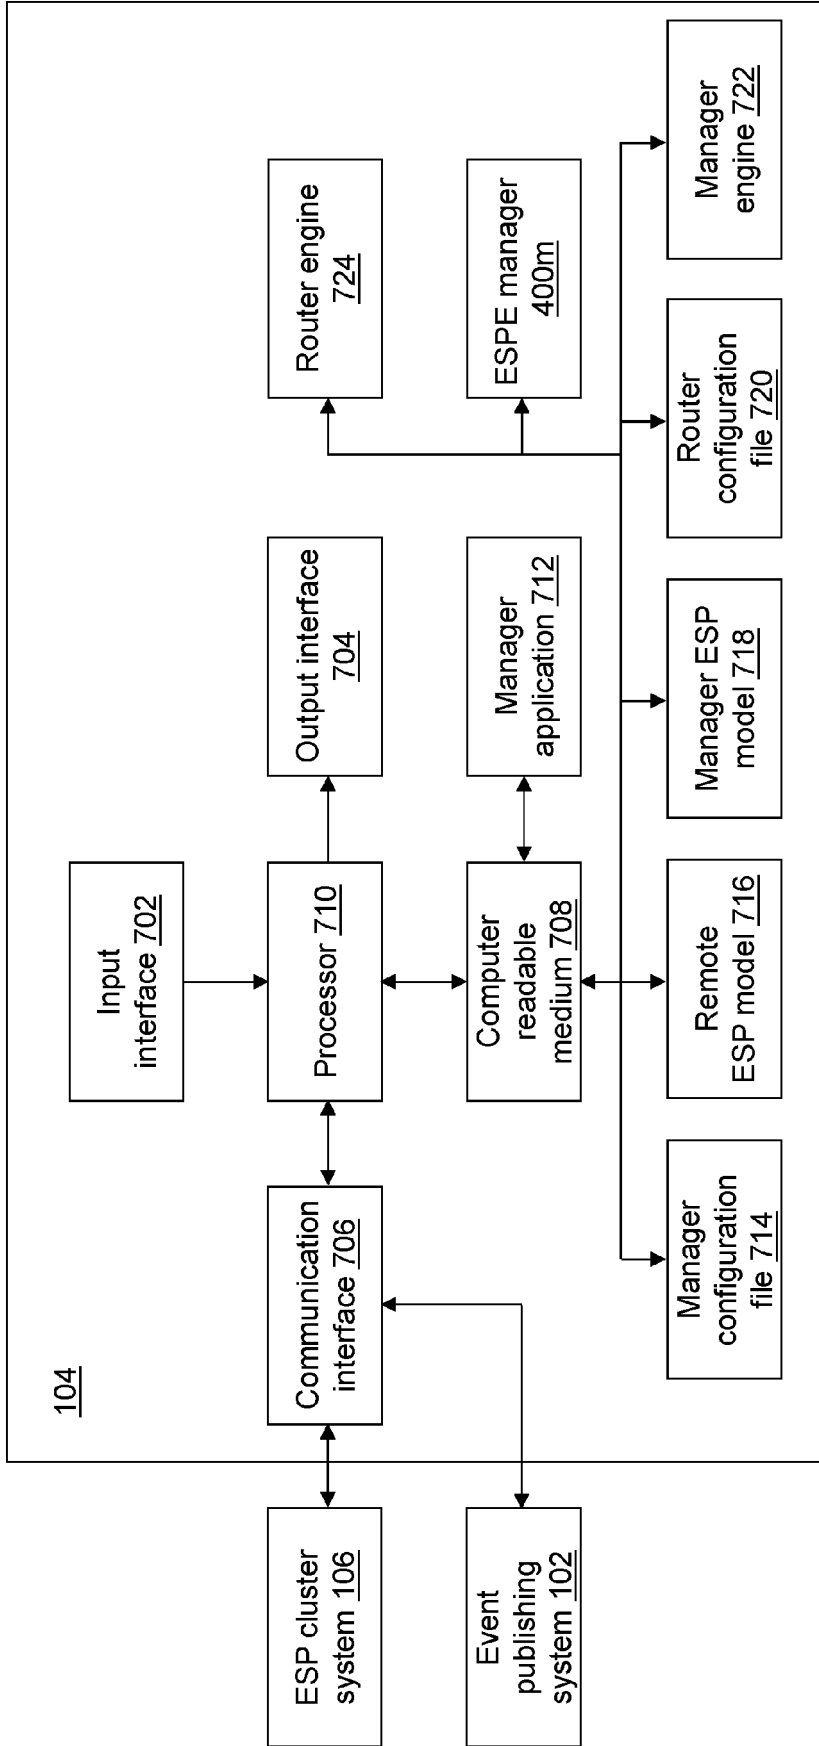 104
Input
interface 702
ESP cluster
system 106
Communication
interface 706
Processor 710
Output interface
704
Router engine
724
Event
publishing
system 102
Computer
readable
medium 708
Manager
application 712
ESPE manager
400m
Manager
configuration
file 714
Remote
ESP model 716
Manager ESP
model 718
Router
configuration
file 720
Manager
engine 722